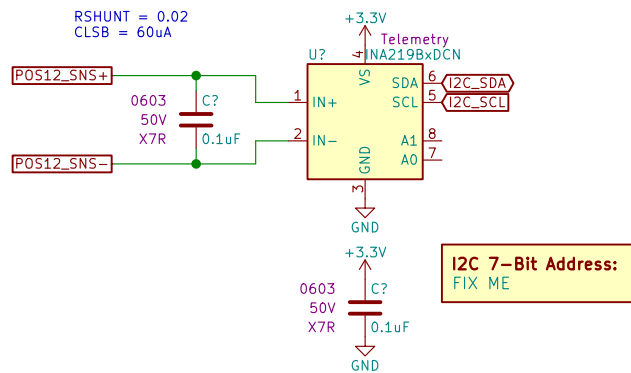 RSHUNT = 0.02
CLSB = 60uA
+3.3V
Telemetry
U?
INA219BxDCN
4
VS
POS12_SNS+
SDA
6
I2C_SDA
1
IN+
SCL
5
I2C_SCL
0603
C?
50V
X7R
0.1uF
2
IN-
A1
8
A0
7
POS12_SNS-
GND
3
GND
+3.3V
0603
C?
50V
X7R
0.1uF
GND
I2C 7-Bit Address:
FIX ME